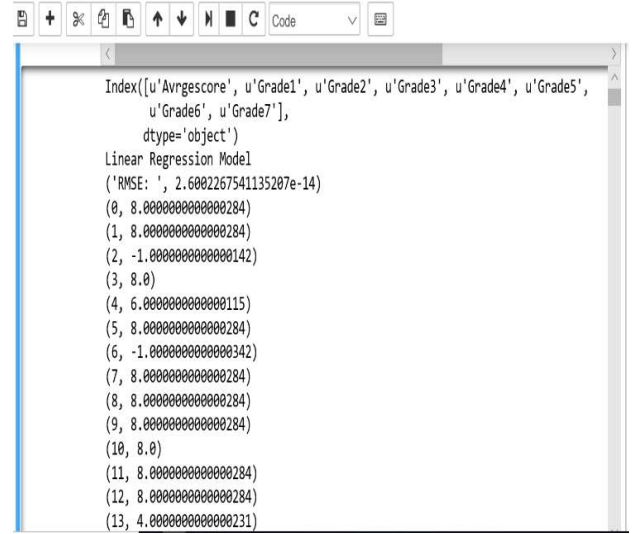 Code
Index([u'Avrgescore', u'Grade1', u'Grade2', u'Grade3', u'Grade4', u'Grade5',
u'Grade6', u'Grade7'],
dtype='object')
Linear Regression Model
('RMSE: ', 2.6002267541135207e-14)
(0, 8.0000000000000284)
(1, 8.0000000000000284)
(2, -1.0000000000000142)
(3, 8.0)
(4, 6.0000000000000115)
(5, 8.0000000000000284)
(6, -1.0000000000000342)
(7, 8.0000000000000284)
(8, 8.0000000000000284)
(9, 8.0000000000000284)
(10, 8.0)
(11, 8.0000000000000284)
(12, 8.0000000000000284)
(13, 4.0000000000000231)